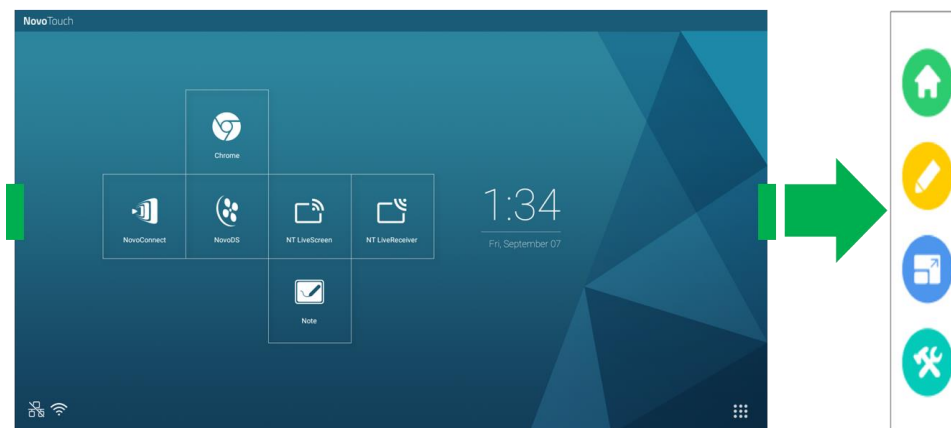 NovoTouch
Chrome
NovoConnect
NovoDS
NT LiveScreen
NT LiveReceiver
1:34
Fri, September 07
Note